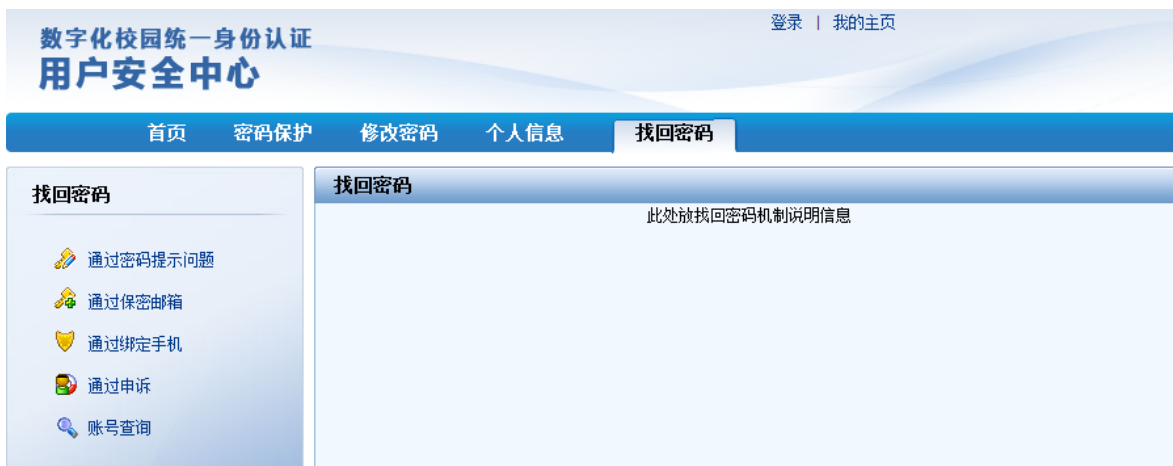 登录 | 我的主页
数字化校园统一身份认证
用户安全中心
首页 密码保护 修改密码 个人信息 找回密码
找回密码
通过密码提示问题
通过保密邮箱
通过绑定手机
通过申诉
账号查询
找回密码
此处放找回密码机制说明信息